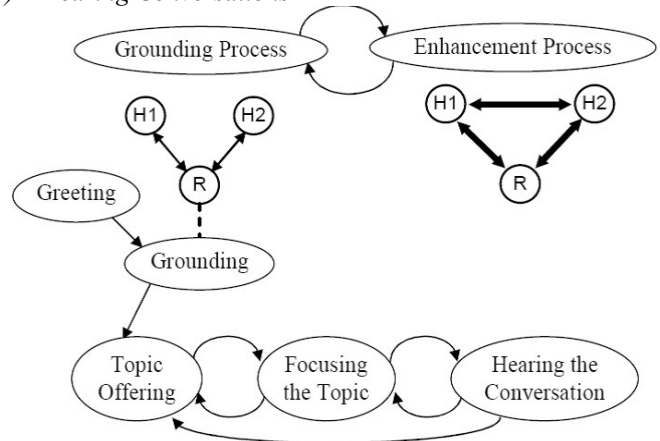 Grounding Process
Enhancement Process
H1
H2
R
H1
H2
R
Greeting
Grounding
Topic
Offering
Focusing
the Topic
Hearing the
Conversation